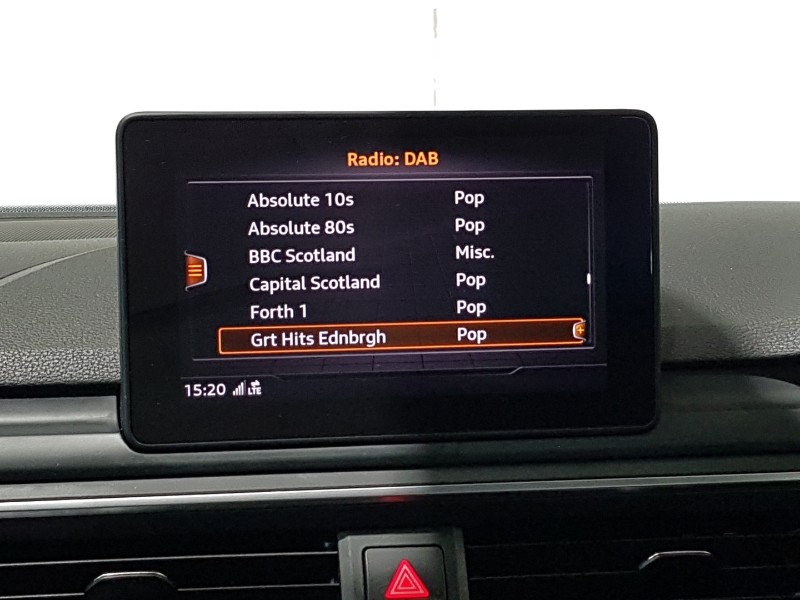 Radio: DAB
Absolute 10s Pop
Absolute 80s Pop
BBC Scotland Misc.
Capital Scotland Pop
Forth 1 Pop
Grt Hits Ednbrgh Pop
15:20 LTE